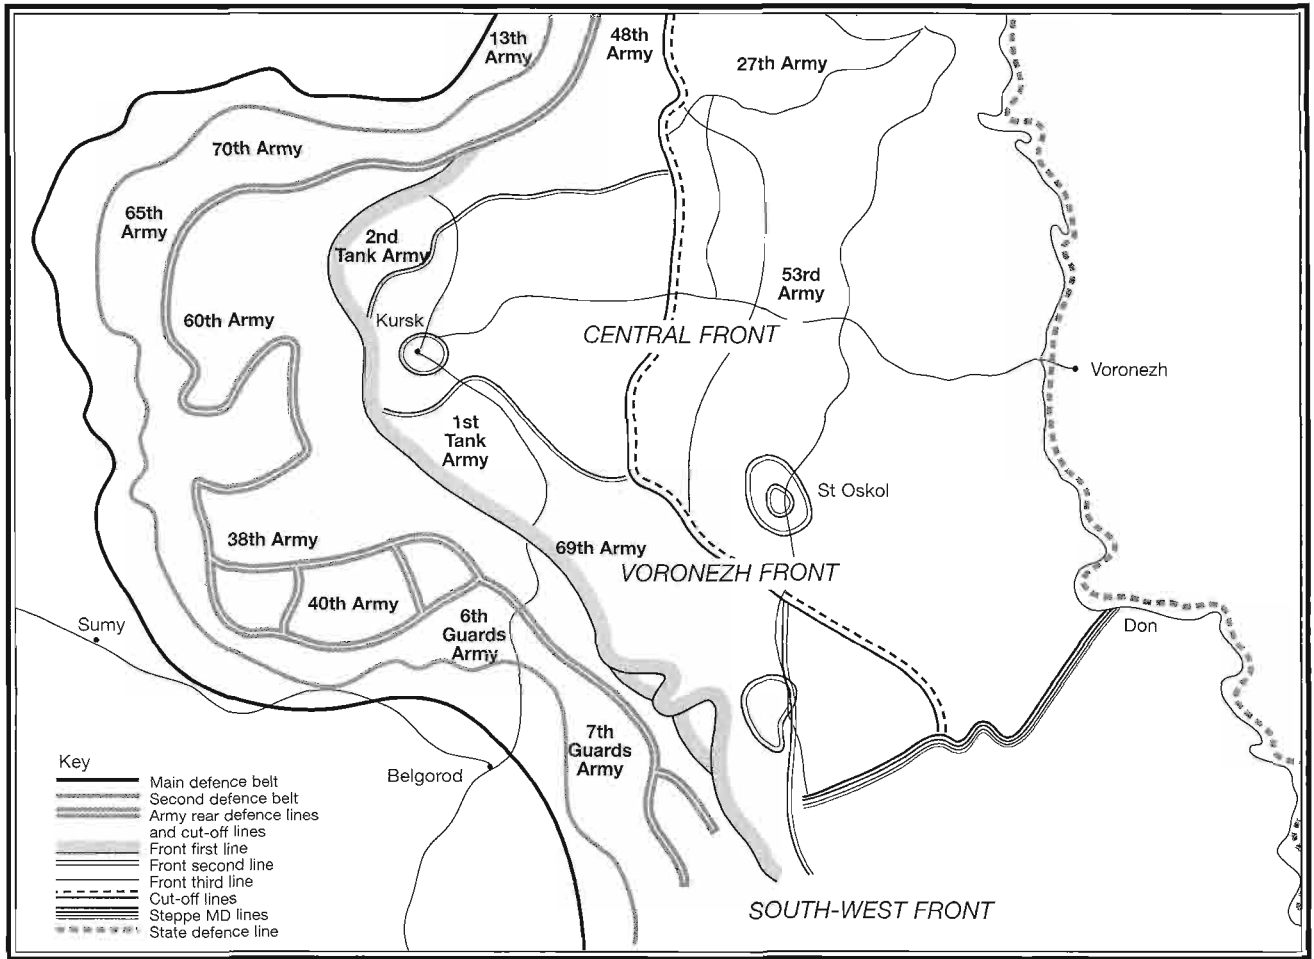 13th
Army
48th
Army
27th Army
70th Army
65th
Army
2nd
Tank Army
53rd
Army
60th Army
Kursk
CENTRAL FRONT
Voronezh
1st
Tank
Army
St Oskol
38th Army
69th Army
VORONEZH FRONT
40th Army
6th
Guards
Army
Sumy
Don
7th
Guards
Army
Belgorod
SOUTH-WEST FRONT
Key
Main defence belt
Second defence belt
Army rear defence lines
and cut-off lines
Front first line
Front second line
Front third line
Cut-off lines
Steppe MD lines
State defence line